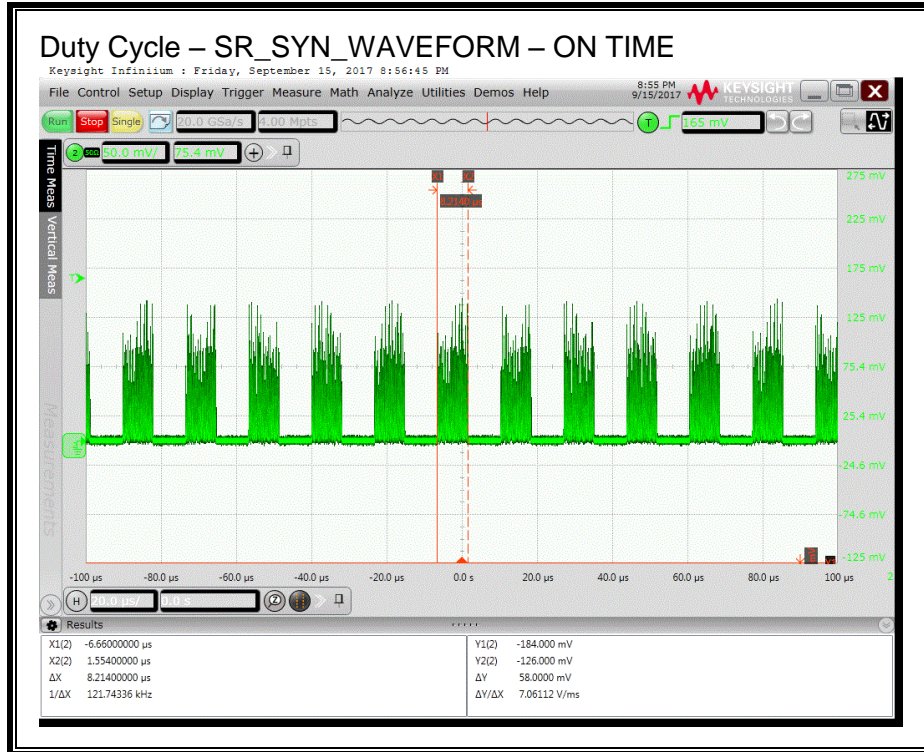 Duty Cycle – SR_SYN_WAVEFORM – ON TIME
Keysight Infiniium : Friday, September 15, 2017 8:56:45 PM
File Control Setup Display Trigger Measure Math Analyze Utilities Demos Help
8:55 PM
9/15/2017
KEYSIGHT
TECHNOLOGIES
Run Stop Single 20.0 GSa/s 4.00 Mpts T 165 mV
2 50Ω 50.0 mV/ 75.4 mV
Time Meas
Vertical Meas
Measurements
X1
8.2140 µs
275 mV
225 mV
175 mV
125 mV
75.4 mV
25.4 mV
-24.6 mV
-74.6 mV
-125 mV
T
-100 µs -80.0 µs -60.0 µs -40.0 µs -20.0 µs 0.0 s 20.0 µs 40.0 µs 60.0 µs 80.0 µs 100 µs 2
H 20.0 µs/ 0.0 s
Results
X1(2) -6.66000000 µs
X2(2) 1.55400000 µs
ΔX 8.21400000 µs
1/ΔX 121.74336 kHz
Y1(2) -184.000 mV
Y2(2) -126.000 mV
ΔY 58.0000 mV
ΔY/ΔX 7.06112 V/ms